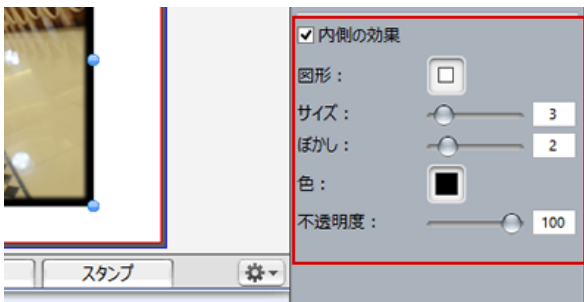 内側の効果
図形：
サイズ： 3
ぼかし： 2
色：
不透明度： 100
スタンプ